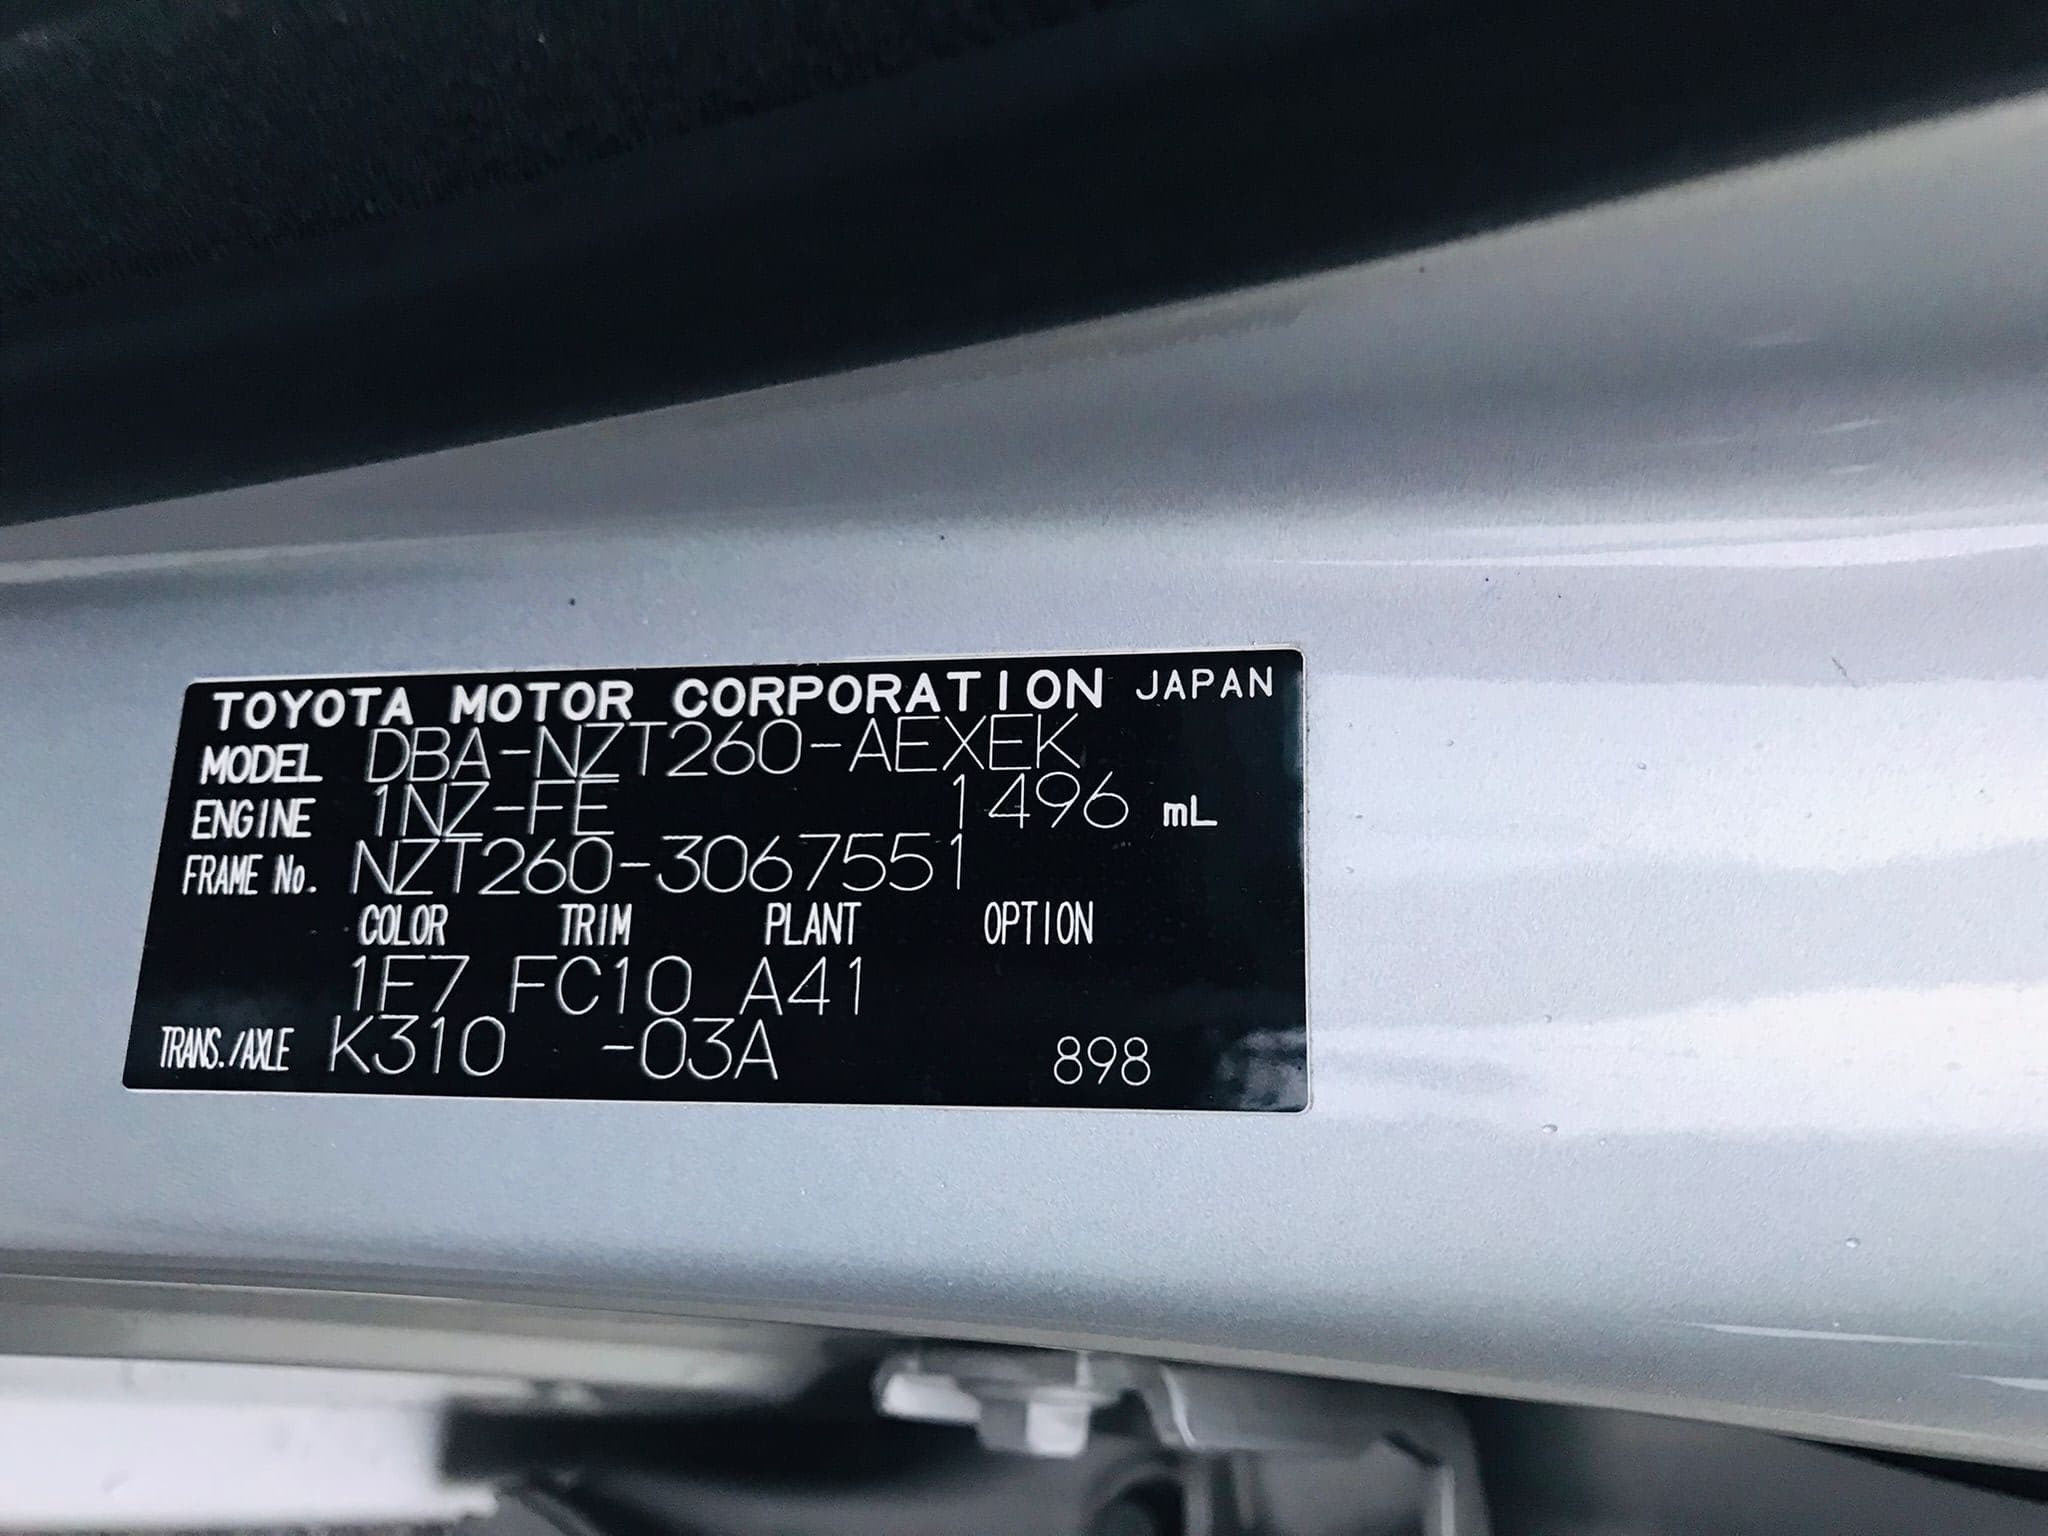 TOYOTA MOTOR CORPORATION JAPAN
MODEL DBA-NZT260-AEXEK
ENGINE 1NZ-FE 1496 mL
FRAME No. NZT260-3067551
COLOR TRIM PLANT OPTION
1F7 FC10 A41
TRANS./AXLE K310 -03A 898